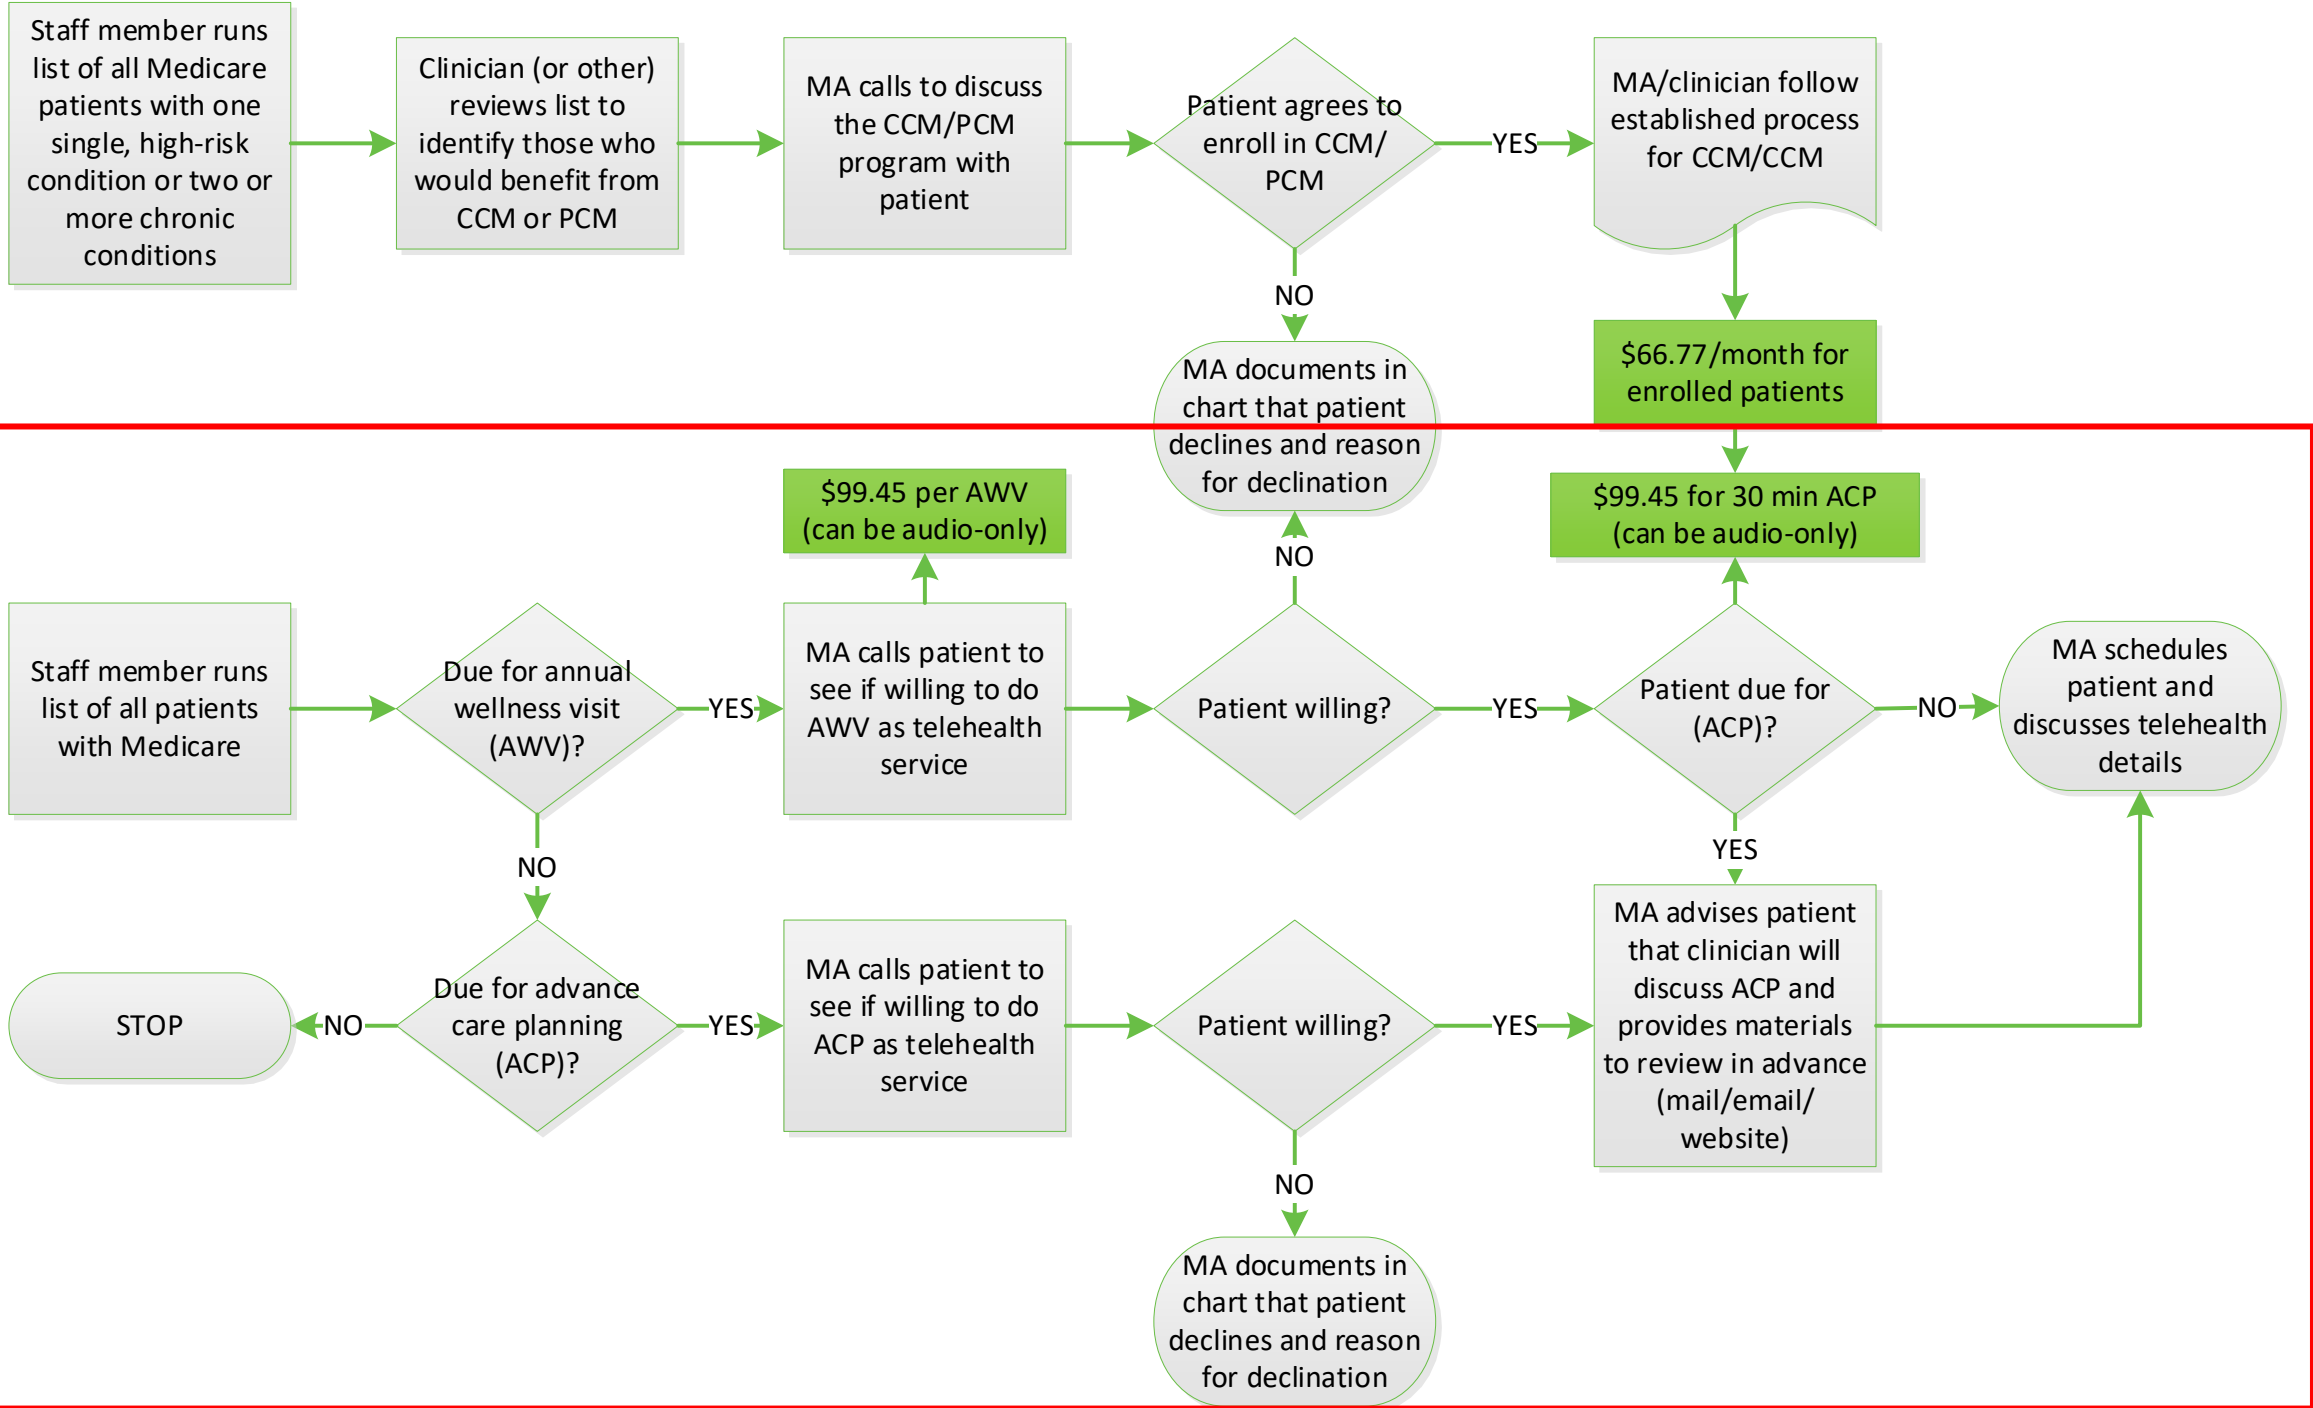 Staff member runs
list of all Medicare
patients with one
single, high-risk
condition or two or
more chronic
conditions
Clinician (or other)
reviews list to
identify those who
would benefit from
CCM or PCM
MA calls to discuss
the CCM/PCM
program with
patient
Patient agrees to
enroll in CCM/
PCM
YES
MA/clinician follow
established process
for CCM/CCM
NO
$66.77/month for
enrolled patients
MA documents in
chart that patient
declines and reason
for declination
$99.45 per AWV
(can be audio-only)
$99.45 for 30 min ACP
(can be audio-only)
NO
Staff member runs
list of all patients
with Medicare
Due for annual
wellness visit
(AWV)?
YES
MA calls patient to
see if willing to do
AWV as telehealth
service
Patient willing?
YES
Patient due for
(ACP)?
NO
MA schedules
patient and
discusses telehealth
details
NO
YES
STOP
NO
Due for advance
care planning
(ACP)?
YES
MA calls patient to
see if willing to do
ACP as telehealth
service
Patient willing?
YES
MA advises patient
that clinician will
discuss ACP and
provides materials
to review in advance
(mail/email/
website)
NO
MA documents in
chart that patient
declines and reason
for declination